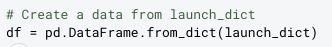 # Create a data from launch_dict
df = pd.DataFrame.from_dict(launch_dict)